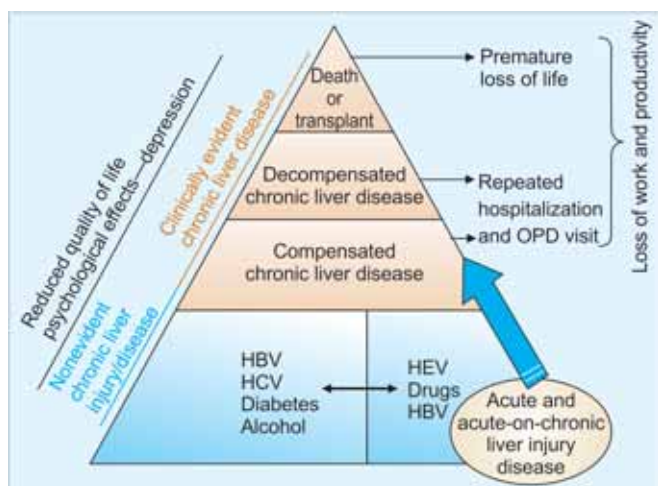 Death
or
transplant
Decompensated
chronic liver disease
Compensated
chronic liver disease
HBV
HCV
Diabetes
Alcohol
HEV
Drugs
HBV
Acute and
acute-on-chronic
liver injury
disease
Premature
loss of life
Repeated
hospitalization
and OPD visit
Loss of work and productivity
Reduced quality of life
psychological effects—depression
Clinically evident
chronic liver disease
Nonevident
chronic liver
injury/disease